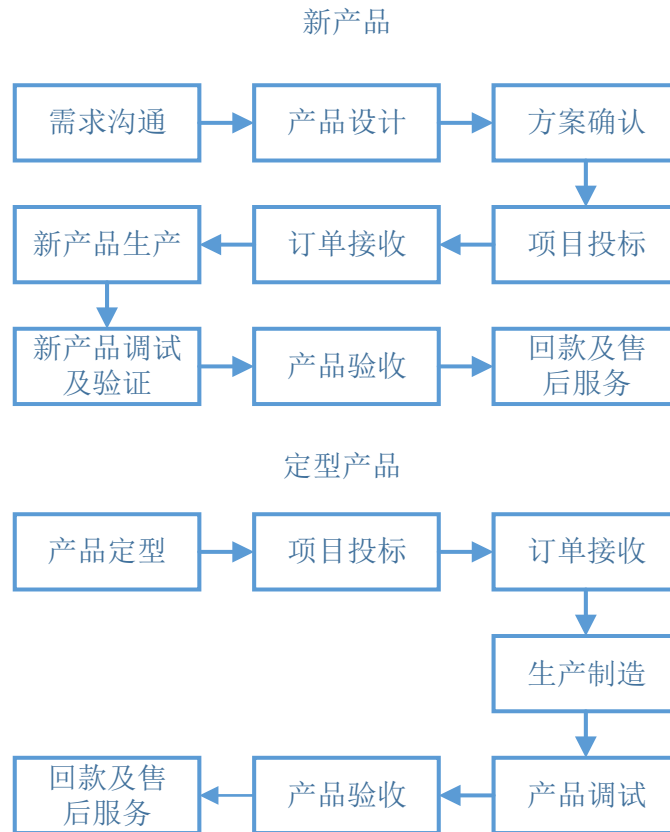 新产品
需求沟通
产品设计
方案确认
新产品生产
订单接收
项目投标
新产品调试
及验证
产品验收
回款及售
后服务
定型产品
产品定型
项目投标
订单接收
生产制造
回款及售
后服务
产品验收
产品调试